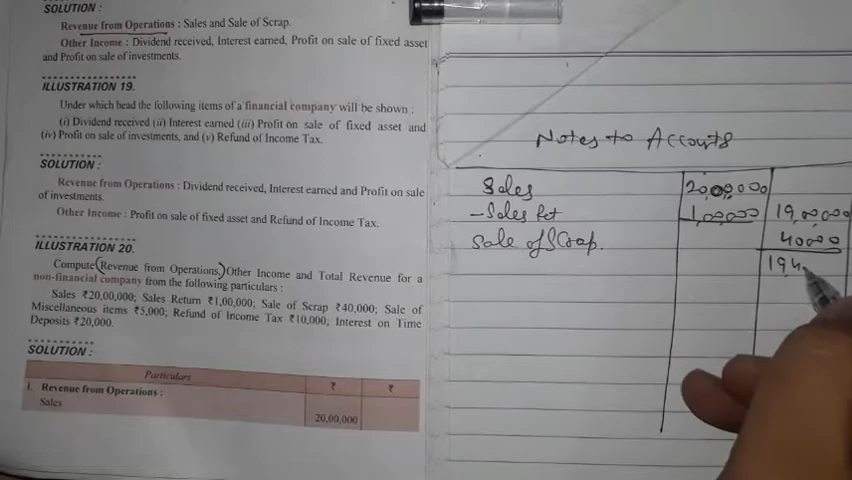 SOLUTION :
Revenue from Operations : Sales and Sale of Scrap.
Other Income : Dividend received, Interest earned, Profit on sale of fixed asset
and Profit on sale of investments.
ILLUSTRATION 19.
Under which head the following items of a financial company will be shown :
(i) Dividend received (ii) Interest earned (iii) Profit on sale of fixed asset and
(iv) Profit on sale of investments, and (v) Refund of Income Tax.
SOLUTION :
Revenue from Operations : Dividend received, Interest earned and Profit on sale
of investments.
Other Income : Profit on sale of fixed asset and Refund of Income Tax.
ILLUSTRATION 20.
Compute (Revenue from Operations,) Other Income and Total Revenue for a
non-financial company from the following particulars :
Sales ₹20,00,000; Sales Return ₹1,00,000; Sale of Scrap ₹40,000; Sale of
Miscellaneous items ₹5,000; Refund of Income Tax ₹10,000; Interest on Time
Deposits ₹20,000.
SOLUTION :
Particulars ₹ ₹
I. Revenue from Operations :
Sales 20,00,000
Notes to Accounts
Sales 20,00,000
- Sales Ret 1,00,000 19,00,000
Sale of Scrap. 40000
194